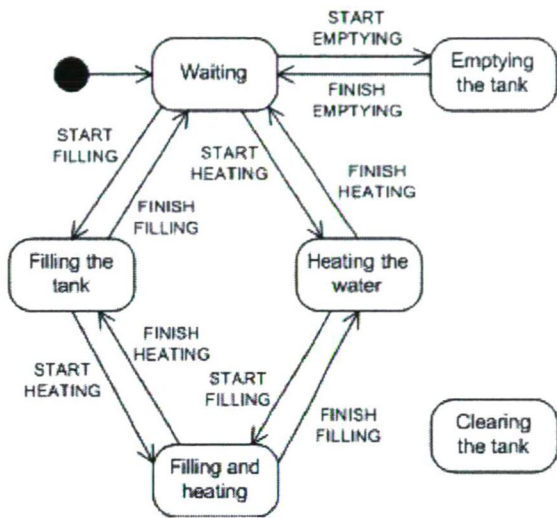 START
EMPTYING
Waiting
Emptying
the tank
FINISH
EMPTYING
START
FILLING
START
HEATING
FINISH
HEATING
FINISH
FILLING
Filling the
tank
Heating the
water
FINISH
HEATING
START
HEATING
START
FILLING
FINISH
FILLING
Clearing
the tank
Filling and
heating